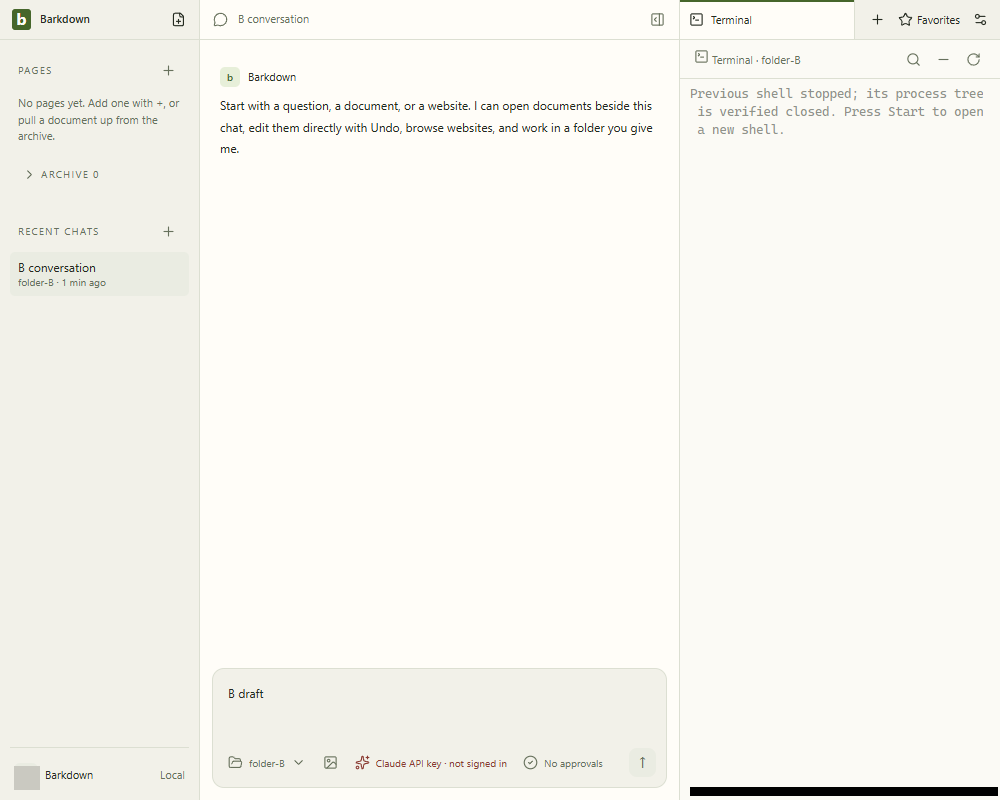 b Barkdown
PAGES
No pages yet. Add one with +, or
pull a document up from the
archive.
ARCHIVE 0
RECENT CHATS
B conversation
folder-B · 1 min ago
Barkdown Local
B conversation
b Barkdown
Start with a question, a document, or a website. I can open documents beside this
chat, edit them directly with Undo, browse websites, and work in a folder you give
me.
B draft
folder-B Claude API key · not signed in No approvals ↑
Terminal + Favorites
Terminal · folder-B
Previous shell stopped; its process tree
is verified closed. Press Start to open
a new shell.